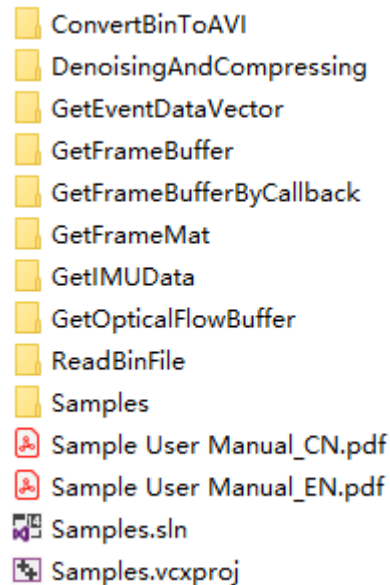 ConvertBinToAVI
DenoisingAndCompressing
GetEventDataVector
GetFrameBuffer
GetFrameBufferByCallback
GetFrameMat
GetIMUData
GetOpticalFlowBuffer
ReadBinFile
Samples
Sample User Manual_CN.pdf
Sample User Manual_EN.pdf
Samples.sln
Samples.vcxproj